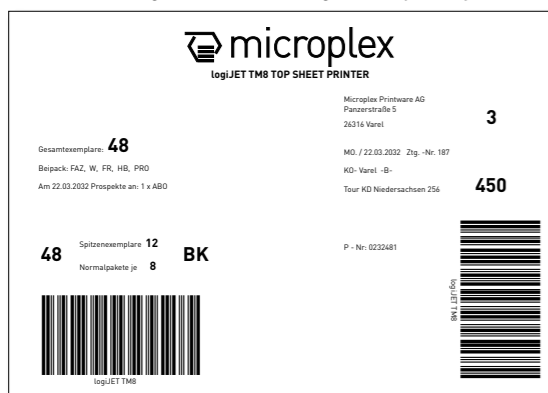 microplex
logiJET TM8 TOP SHEET PRINTER
Microplex Printware AG
Panzerstraße 5
26316 Varel
3
Gesamtexemplare: 48
Beipack: FAZ, W, FR, HB, PRO
Am 22.03.2032 Prospekte an: 1 x ABO
MO. / 22.03.2032 Ztg. -Nr. 187
KO- Varel -B-
Tour KD Niedersachsen 256
450
48
Spitzenexemplare 12
Normalpakete je 8
BK
P - Nr: 0232481
logiJET TM8
logiJET TM8